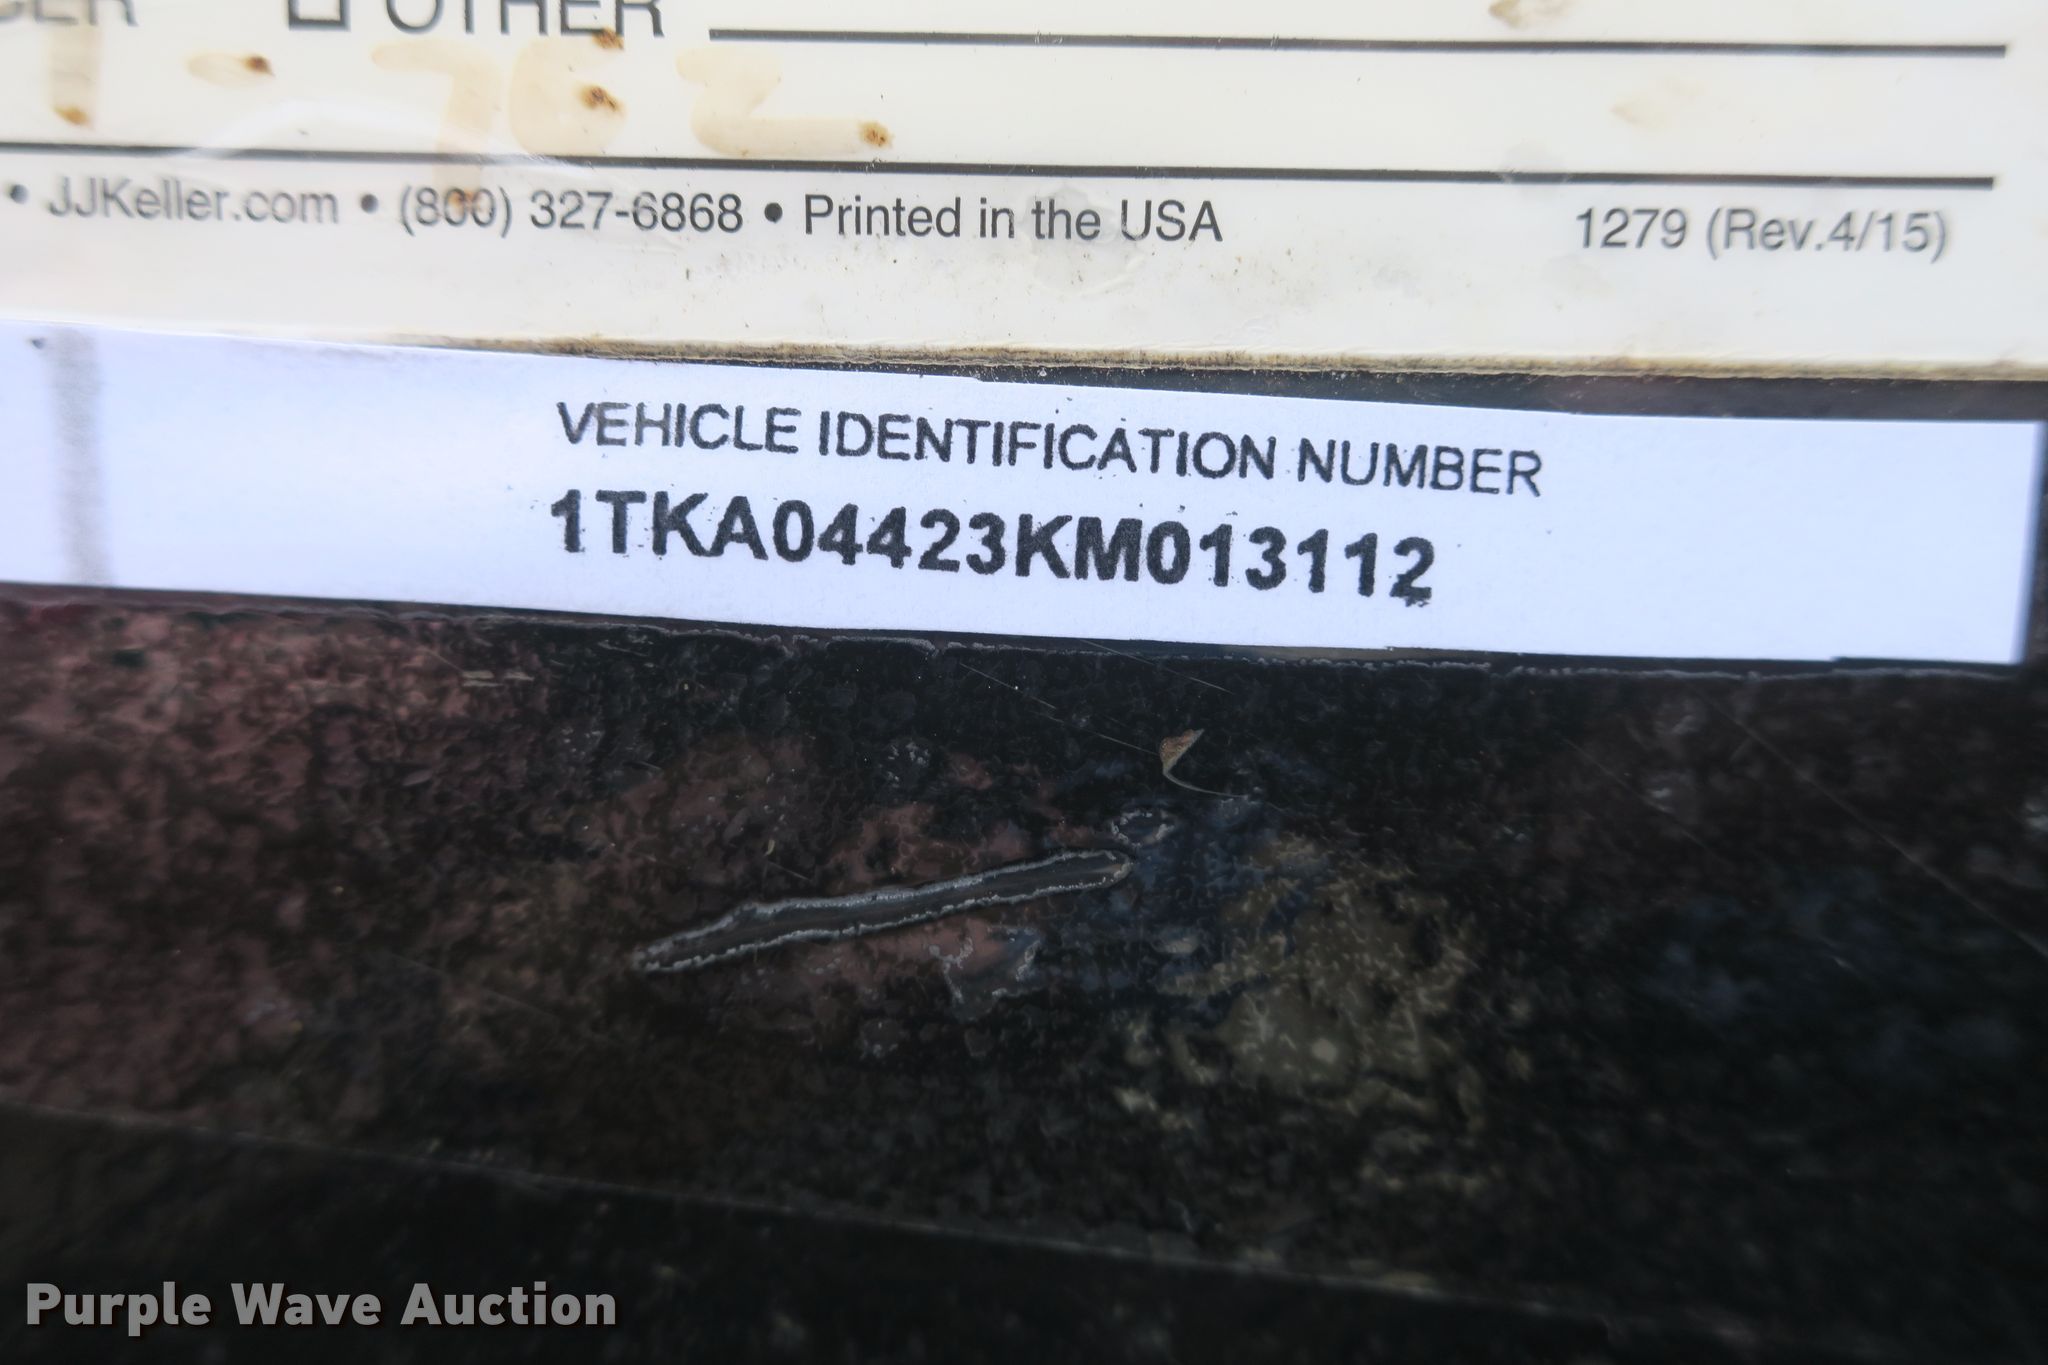 OTHER
762
• JJKeller.com • (800) 327-6868 • Printed in the USA 1279 (Rev.4/15)
VEHICLE IDENTIFICATION NUMBER
1TKA04423KM013112
Purple Wave Auction